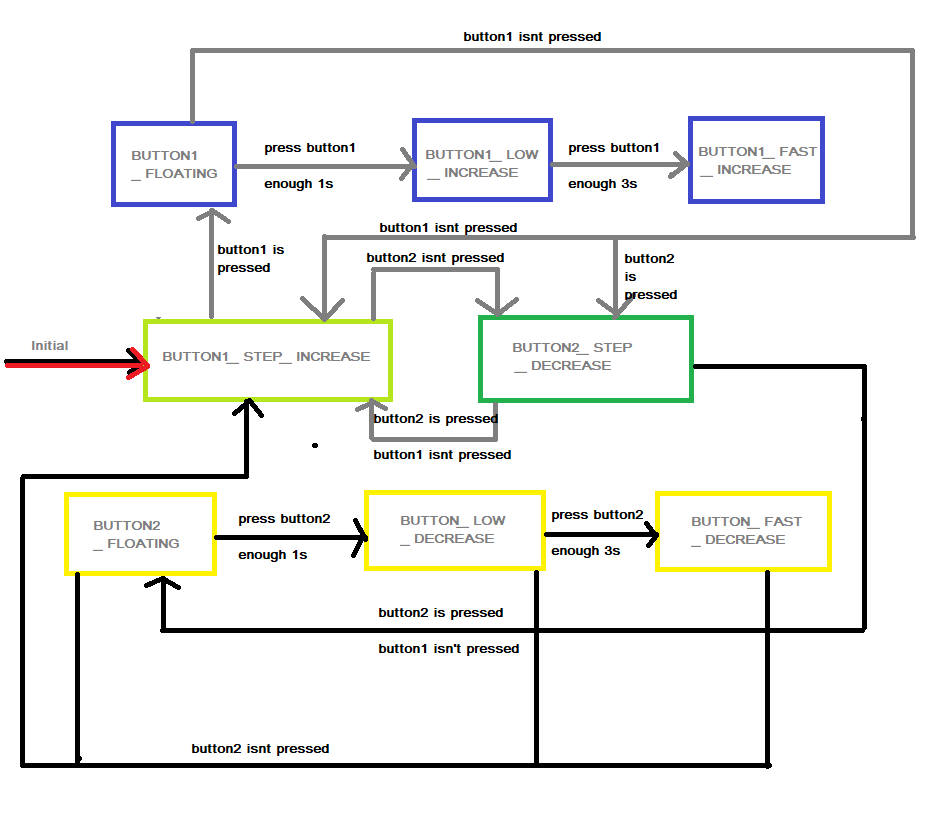 button1 isnt pressed
BUTTON1
_ FLOATING
press button1
enough 1s
BUTTON1_ LOW
_ INCREASE
press button1
enough 3s
BUTTON1_ FAST
_ INCREASE
button1 is
pressed
button1 isnt pressed
button2 isnt pressed
button2
is
pressed
Initial
BUTTON1_ STEP_ INCREASE
BUTTON2_ STEP
_ DECREASE
button2 is pressed
button1 isnt pressed
BUTTON2
_ FLOATING
press button2
enough 1s
BUTTON_ LOW
_ DECREASE
press button2
enough 3s
BUTTON_ FAST
_ DECREASE
button2 is pressed
button1 isn't pressed
button2 isnt pressed